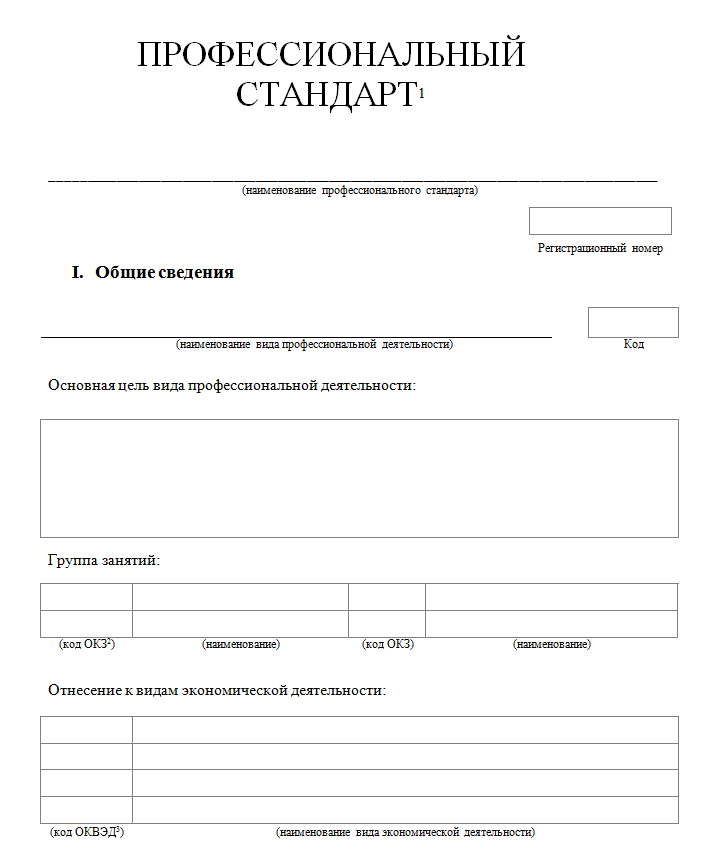 ПРОФЕССИОНАЛЬНЫЙ
СТАНДАРТ¹
(наименование профессионального стандарта)
Регистрационный номер
I. Общие сведения
(наименование вида профессиональной деятельности)
Код
Основная цель вида профессиональной деятельности:
Группа занятий:
(код ОКЗ²) (наименование) (код ОКЗ) (наименование)
Отнесение к видам экономической деятельности:
(код ОКВЭД³) (наименование вида экономической деятельности)